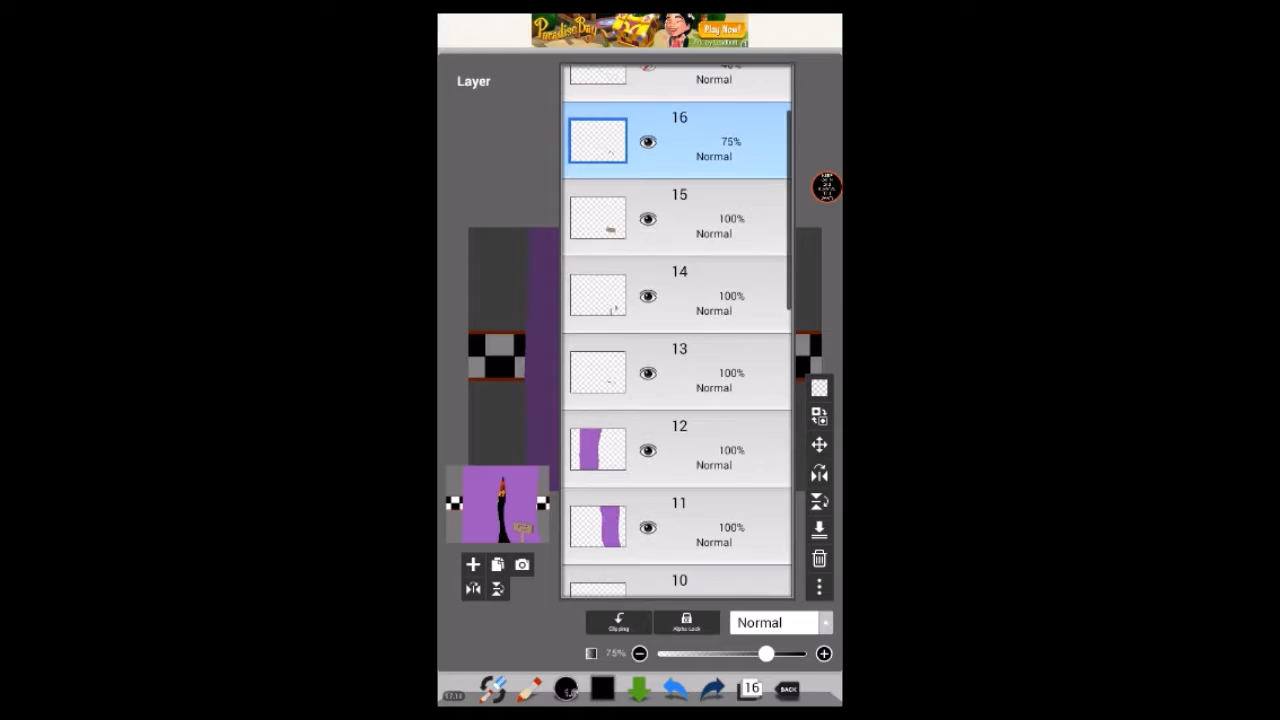 Paradise Bay
Play Now!
Layer
Normal
16
75%
Normal
15
100%
Normal
14
100%
Normal
13
100%
Normal
12
100%
Normal
11
100%
Normal
10
Clipping
Alpha Lock
Normal
75%
16
BACK